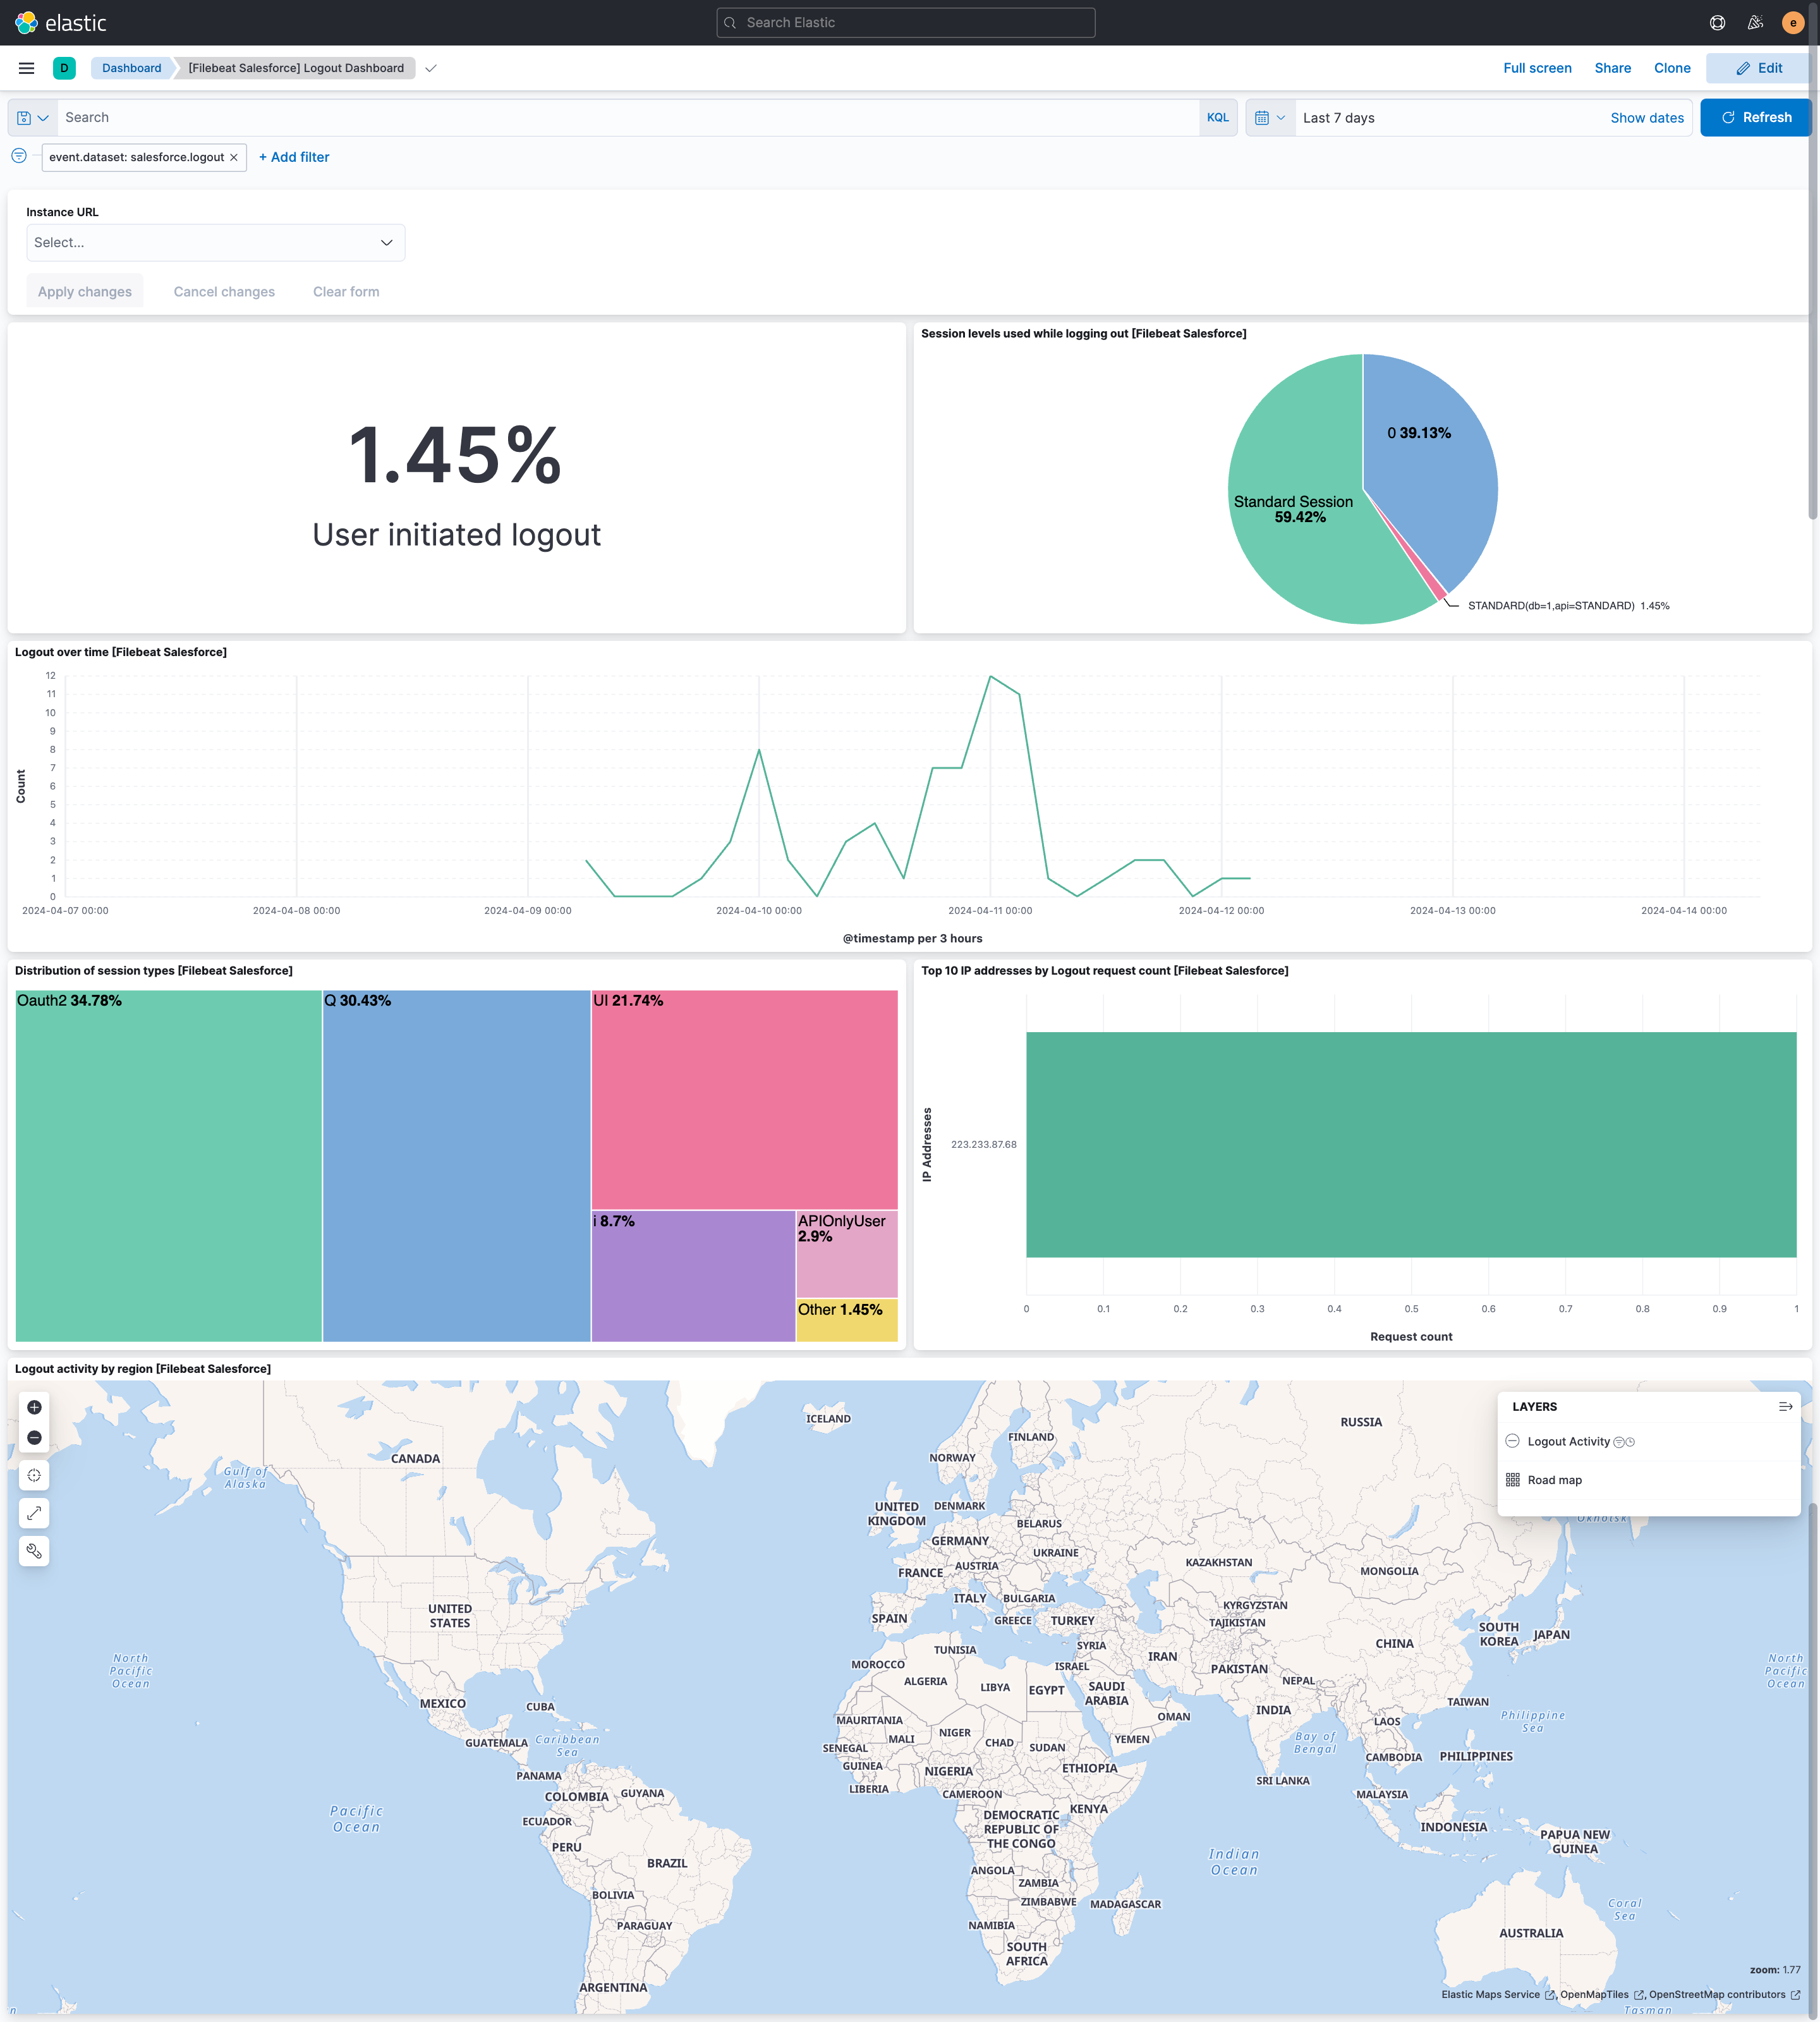 elastic
Search Elastic
e
D
Dashboard
[Filebeat Salesforce] Logout Dashboard
Full screen
Share
Clone
Edit
Search
KQL
Last 7 days
Show dates
Refresh
event.dataset: salesforce.logout
+ Add filter
Instance URL
Select...
Apply changes
Cancel changes
Clear form
1.45%
User initiated logout
Session levels used while logging out [Filebeat Salesforce]
0 39.13%
Standard Session
59.42%
STANDARD(db=1,api=STANDARD) 1.45%
Logout over time [Filebeat Salesforce]
Count
12
11
10
9
8
7
6
5
4
3
2
1
0
2024-04-07 00:00
2024-04-08 00:00
2024-04-09 00:00
2024-04-10 00:00
2024-04-11 00:00
2024-04-12 00:00
2024-04-13 00:00
2024-04-14 00:00
@timestamp per 3 hours
Distribution of session types [Filebeat Salesforce]
Oauth2 34.78%
Q 30.43%
UI 21.74%
i 8.7%
APIOnlyUser
2.9%
Other 1.45%
Top 10 IP addresses by Logout request count [Filebeat Salesforce]
IP Addresses
223.233.87.68
0
0.1
0.2
0.3
0.4
0.5
0.6
0.7
0.8
0.9
1
Request count
Logout activity by region [Filebeat Salesforce]
LAYERS
Logout Activity
Road map
ICELAND
RUSSIA
FINLAND
CANADA
NORWAY
Gulf of
Alaska
UNITED
KINGDOM
DENMARK
Okhotsk
BELARUS
GERMANY
UKRAINE
AUSTRIA
FRANCE
KAZAKHSTAN
MONGOLIA
ITALY
BULGARIA
KYRGYZSTAN
UNITED
STATES
SPAIN
GREECE
TURKEY
TAJIKISTAN
SOUTH
KOREA
JAPAN
TUNISIA
SYRIA
CHINA
North
Pacific
Ocean
MOROCCO
ISRAEL
IRAN
PAKISTAN
North
Pacific
Ocean
ALGERIA
LIBYA
EGYPT
SAUDI
ARABIA
NEPAL
MEXICO
CUBA
TAIWAN
INDIA
OMAN
MAURITANIA
LAOS
Philippine
Sea
GUATEMALA
Caribbean
Sea
MALI
NIGER
CHAD
SUDAN
YEMEN
Bay of
Bengal
SENEGAL
CAMBODIA
PHILIPPINES
GUINEA
NIGERIA
ETHIOPIA
PANAMA
SRI LANKA
LIBERIA
CAMEROON
MALAYSIA
COLOMBIA
GUYANA
KENYA
Pacific
Ocean
ECUADOR
DEMOCRATIC
REPUBLIC OF
THE CONGO
INDONESIA
PAPUA NEW
GUINEA
PERU
BRAZIL
Indian
Ocean
ANGOLA
ZAMBIA
BOLIVIA
ZIMBABWE
MADAGASCAR
Coral
Sea
PARAGUAY
NAMIBIA
AUSTRALIA
SOUTH
AFRICA
ARGENTINA
zoom: 1.77
Elastic Maps Service , OpenMapTiles , OpenStreetMap contributors
n
Tasman